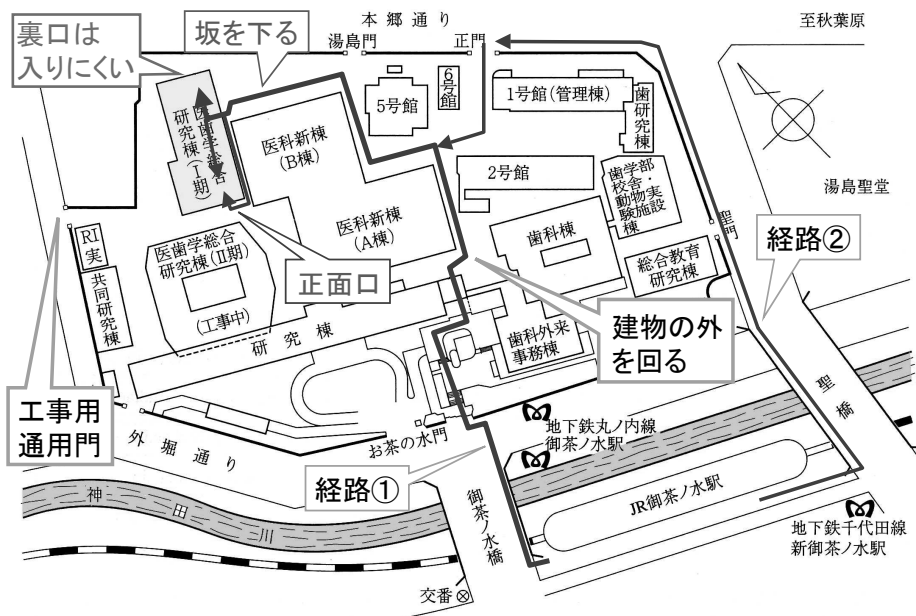 本郷通り
至秋葉原
裏口は
入りにくい
坂を下る
湯島門
正門
5号館
6号館
1号館(管理棟)
歯研究棟
医歯学総合
研究棟(Ⅰ期)
医科新棟
(B棟)
2号館
歯学部
校舎・
動物実
験施設
棟
湯島聖堂
医科新棟
(A棟)
歯科棟
聖門
経路②
RI
実
医歯学総合
研究棟(Ⅱ期)
(工事中)
正面口
総合教育
研究棟
共同研究棟
研究棟
歯科外来
事務棟
建物の外
を回る
工事用
通用門
外堀通り
お茶の水門
地下鉄丸ノ内線
御茶ノ水駅
聖橋
経路①
御茶ノ水橋
JR御茶ノ水駅
神田川
地下鉄千代田線
新御茶ノ水駅
交番